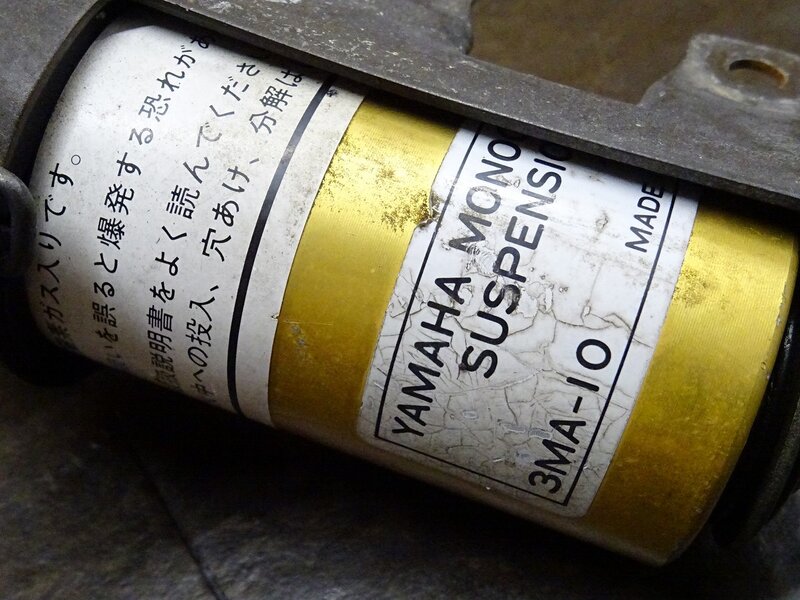 ガス入りです。
いを誤ると爆発する恐れがあ
説明書をよく読んでくださ
中への投入、穴あけ、分解は
YAMAHA MONO
SUSPENSIO
MADE
3MA-10